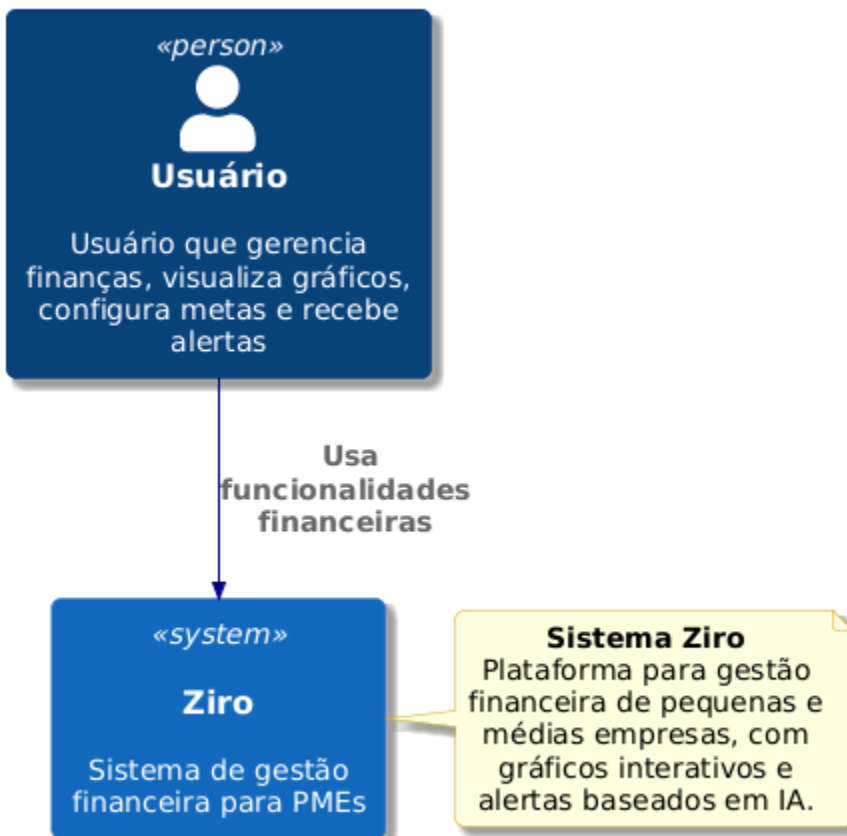 «person»
Usuário
Usuário que gerencia
finanças, visualiza gráficos,
configura metas e recebe
alertas
Usa
funcionalidades
financeiras
«system»
Ziro
Sistema de gestão
financeira para PMEs
Sistema Ziro
Plataforma para gestão
financeira de pequenas e
médias empresas, com
gráficos interativos e
alertas baseados em IA.